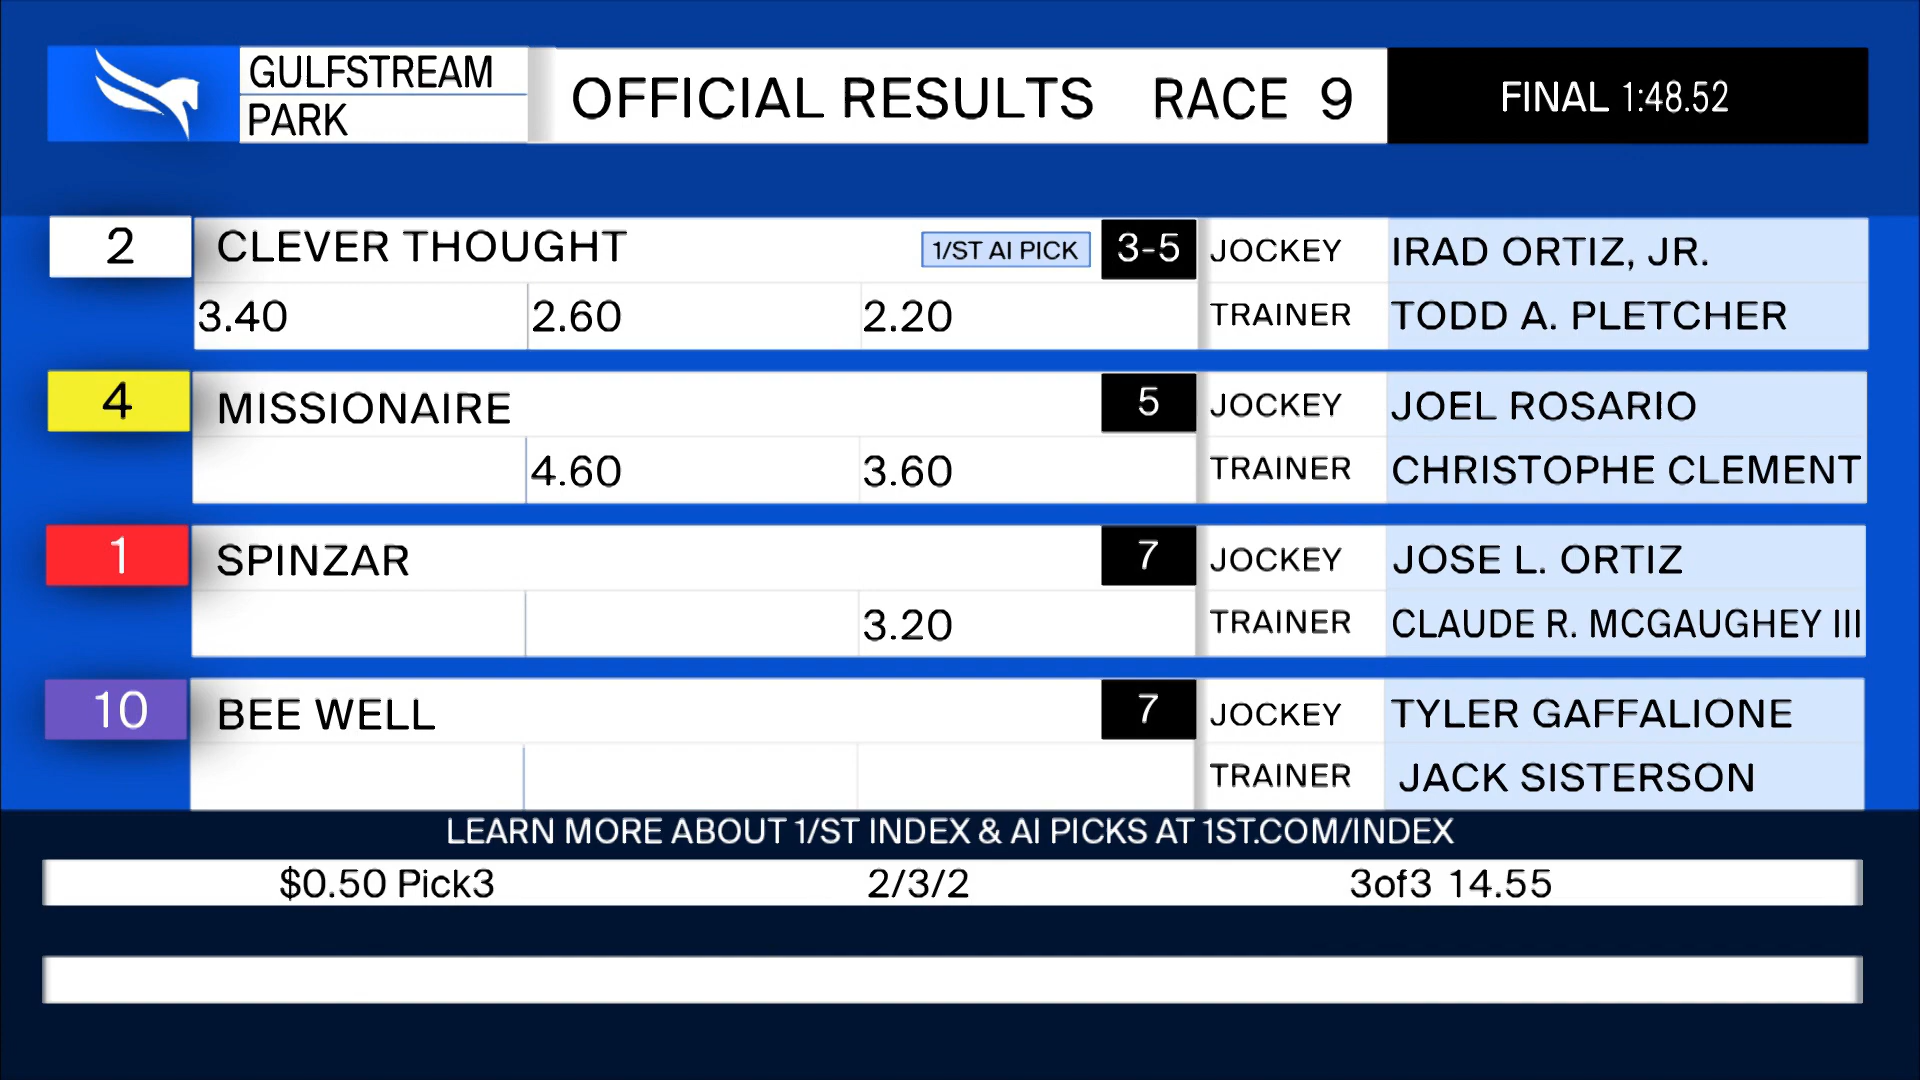 GULFSTREAM
PARK
OFFICIAL RESULTS RACE 9
FINAL 1:48.52
2 CLEVER THOUGHT 1/ST AI PICK 3-5 JOCKEY IRAD ORTIZ, JR.
3.40 2.60 2.20 TRAINER TODD A. PLETCHER
4 MISSIONAIRE 5 JOCKEY JOEL ROSARIO
4.60 3.60 TRAINER CHRISTOPHE CLEMENT
1 SPINZAR 7 JOCKEY JOSE L. ORTIZ
3.20 TRAINER CLAUDE R. MCGAUGHEY III
10 BEE WELL 7 JOCKEY TYLER GAFFALIONE
TRAINER JACK SISTERSON
LEARN MORE ABOUT 1/ST INDEX & AI PICKS AT 1ST.COM/INDEX
$0.50 Pick3 2/3/2 3of3 14.55